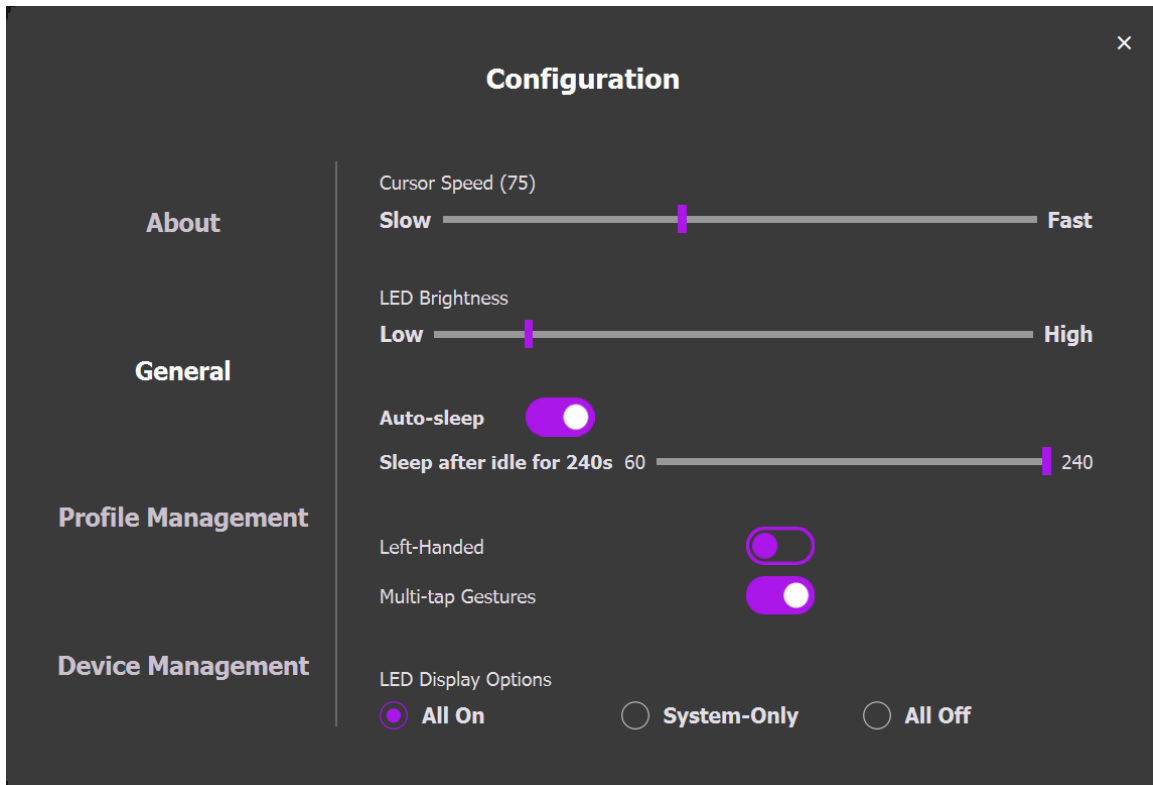 ×
Configuration
About
General
Profile Management
Device Management
Cursor Speed (75)
Slow Fast
LED Brightness
Low High
Auto-sleep
Sleep after idle for 240s 60 240
Left-Handed
Multi-tap Gestures
LED Display Options
All On System-Only All Off